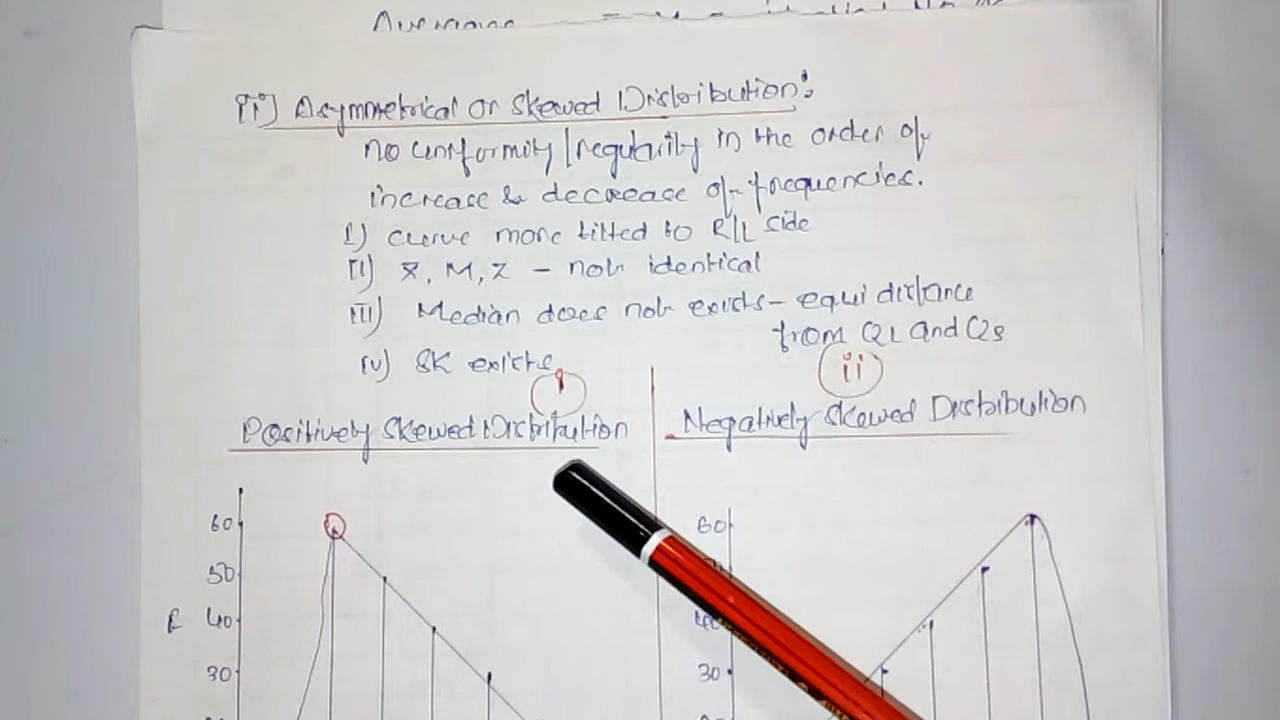 ii) Asymmetrical or Skewed Distribution:
no uniformity / regularity in the order of
increase & decrease of frequencies.
I) curve more tilted to R/L side
II) X̄, M, Z - not identical
III) Median does not exists - equi distance
from Q1 and Q3
IV) SK exists
i
ii
Positively Skewed Distribution
Negatively Skewed Distribution
60
50
F 40
30
60
30